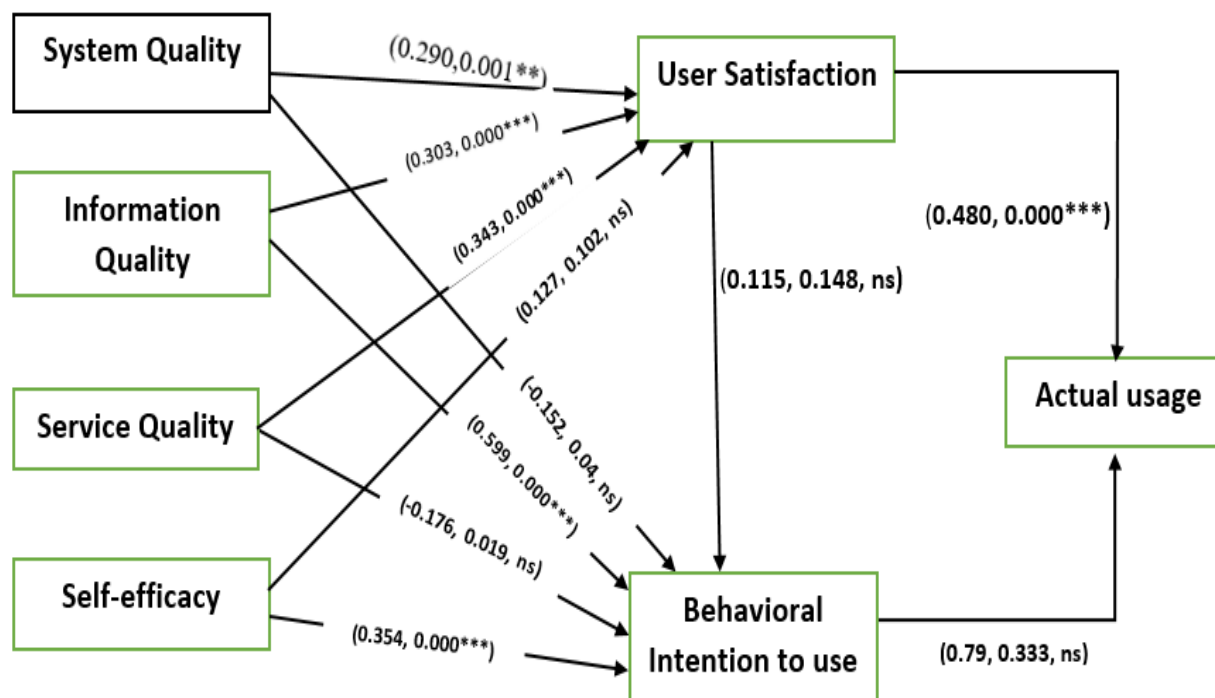 System Quality
(0.290,0.001**)
User Satisfaction
(0.303, 0.000***)
Information
Quality
(0.343,0.000***)
(0.127, 0.102, ns)
(0.480, 0.000***)
(0.115, 0.148, ns)
Actual usage
Service Quality
(-0.152, 0.04, ns)
(0.599, 0.000***)
(-0.176, 0.019, ns)
Self-efficacy
(0.354, 0.000***)
Behavioral
Intention to use
(0.79, 0.333, ns)